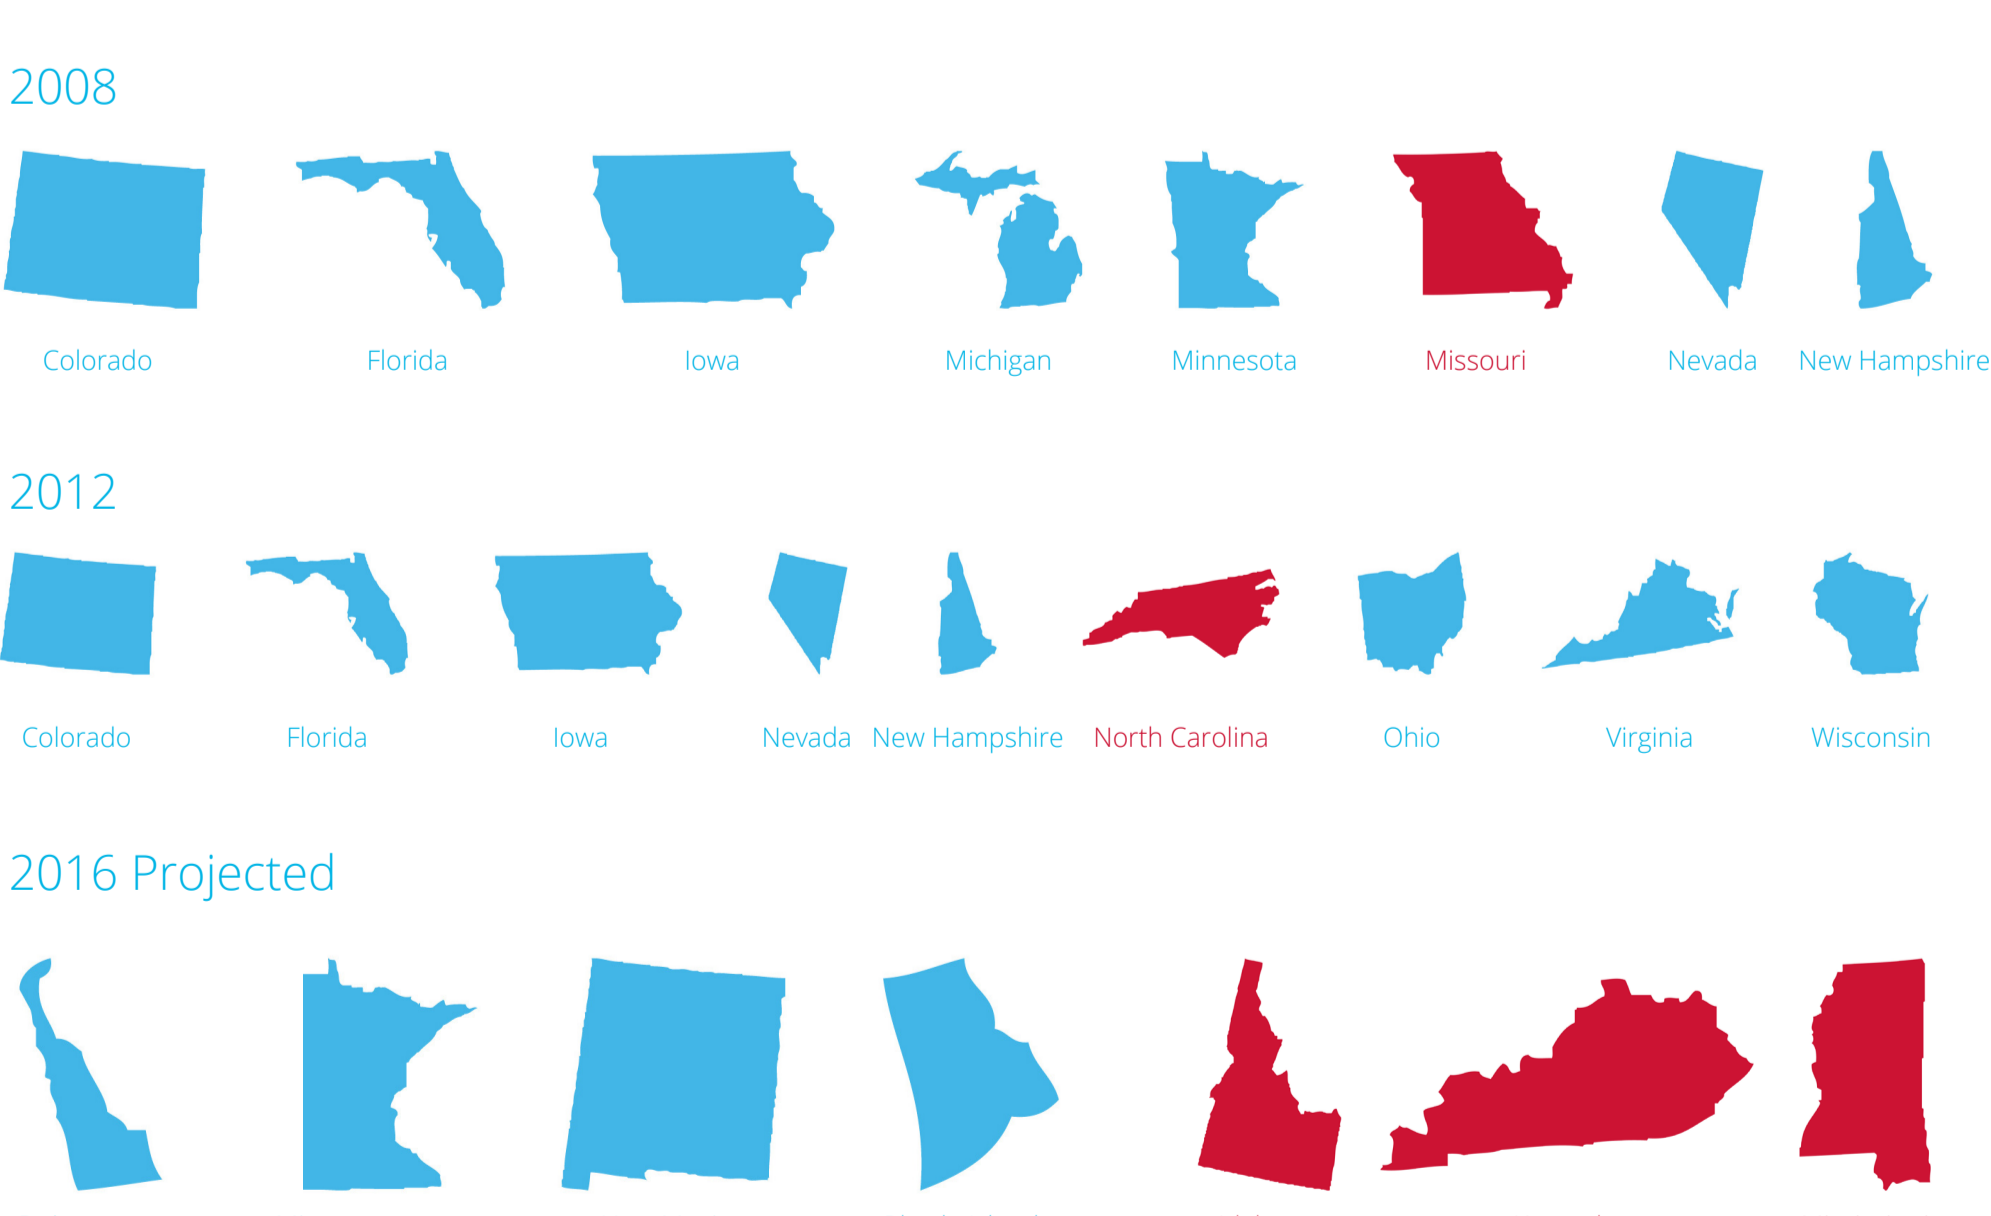 2008
Colorado Florida Iowa Michigan Minnesota Missouri Nevada New Hampshire
2012
Colorado Florida Iowa Nevada New Hampshire North Carolina Ohio Virginia Wisconsin
2016 Projected